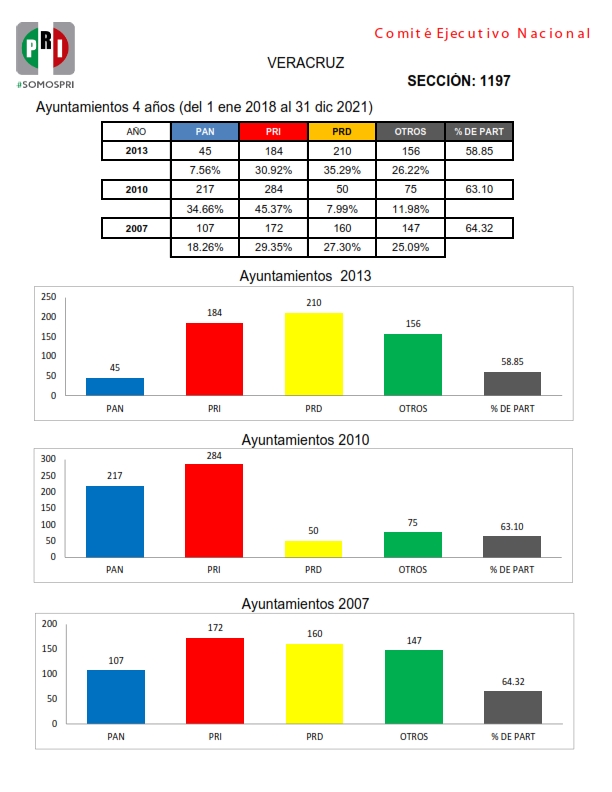 Comité Ejecutivo Nacional
PRI
#SOMOSPRI
VERACRUZ
SECCIÓN: 1197
Ayuntamientos 4 años (del 1 ene 2018 al 31 dic 2021)
AÑO PAN PRI PRD OTROS % DE PART
2013 45 184 210 156 58.85
7.56% 30.92% 35.29% 26.22%
2010 217 284 50 75 63.10
34.66% 45.37% 7.99% 11.98%
2007 107 172 160 147 64.32
18.26% 29.35% 27.30% 25.09%
Ayuntamientos 2013
250
200
150
100
50
0
45 184 210 156 58.85
PAN PRI PRD OTROS % DE PART
Ayuntamientos 2010
300
250
200
150
100
50
0
217 284 50 75 63.10
PAN PRI PRD OTROS % DE PART
Ayuntamientos 2007
200
150
100
50
0
107 172 160 147 64.32
PAN PRI PRD OTROS % DE PART